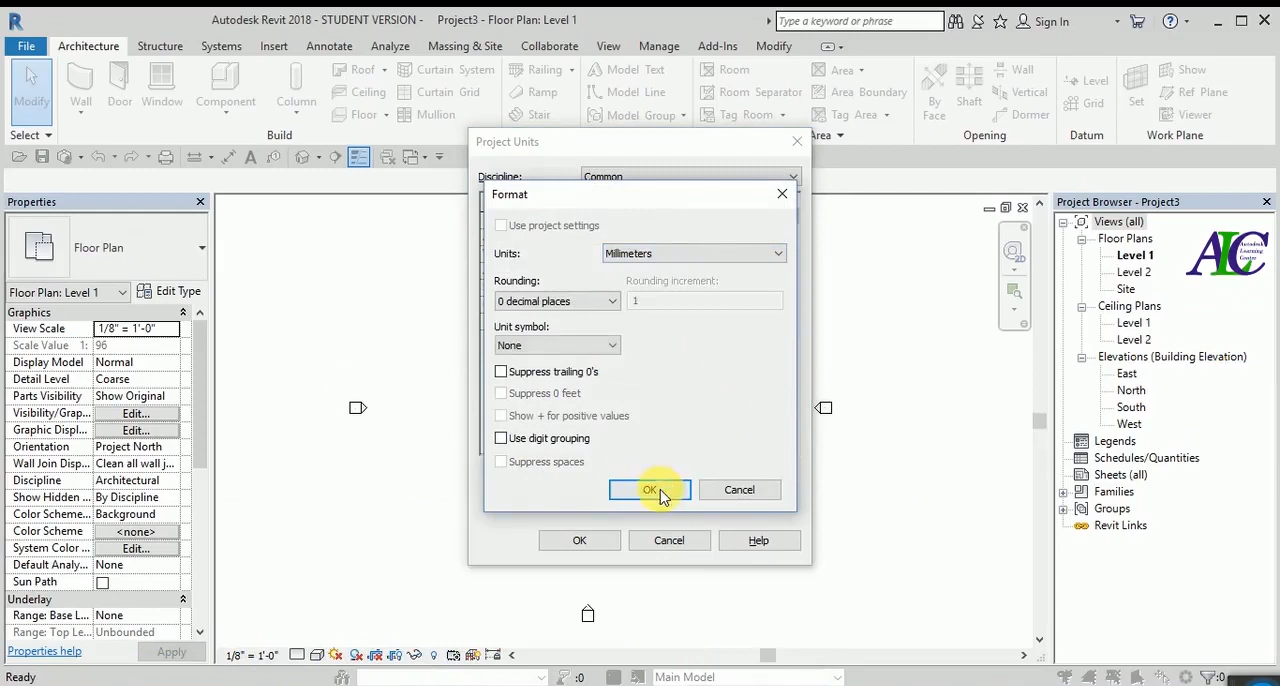 Autodesk Revit 2018 - STUDENT VERSION - Project3 - Floor Plan: Level 1
Type a keyword or phrase
Sign In
File Architecture Structure Systems Insert Annotate Analyze Massing & Site Collaborate View Manage Add-Ins Modify
Modify
Wall
Door
Window
Component
Column
Roof
Ceiling
Floor
Curtain System
Curtain Grid
Mullion
Railing
Ramp
Stair
Model Text
Model Line
Model Group
Room
Room Separator
Tag Room
Area
Area Boundary
Tag Area
By
Face
Shaft
Wall
Vertical
Dormer
Level
Grid
Set
Show
Ref Plane
Viewer
Select
Build
Area
Opening
Datum
Work Plane
Properties
Floor Plan
Floor Plan: Level 1
Edit Type
Graphics
View Scale 1/8" = 1'-0"
Scale Value 1: 96
Display Model Normal
Detail Level Coarse
Parts Visibility Show Original
Visibility/Grap... Edit...
Graphic Displ... Edit...
Orientation Project North
Wall Join Disp... Clean all wall j...
Discipline Architectural
Show Hidden ... By Discipline
Color Scheme ... Background
Color Scheme <none>
System Color ... Edit...
Default Analy... None
Sun Path
Underlay
Range: Base L... None
Range: Top Le... Unbounded
Properties help
Apply
Project Units
Discipline: Common
Format
Use project settings
Units: Millimeters
Rounding: Rounding increment:
0 decimal places 1
Unit symbol:
None
Suppress trailing 0's
Suppress 0 feet
Show + for positive values
Use digit grouping
Suppress spaces
OK Cancel
OK Cancel Help
2D
Project Browser - Project3
Views (all)
Floor Plans
Level 1
Level 2
Site
Ceiling Plans
Level 1
Level 2
Elevations (Building Elevation)
East
North
South
West
Legends
Schedules/Quantities
Sheets (all)
Families
Groups
Revit Links
ALC
Autodesk
Learning
Center
1/8" = 1'-0"
Ready
:0
Main Model
:0